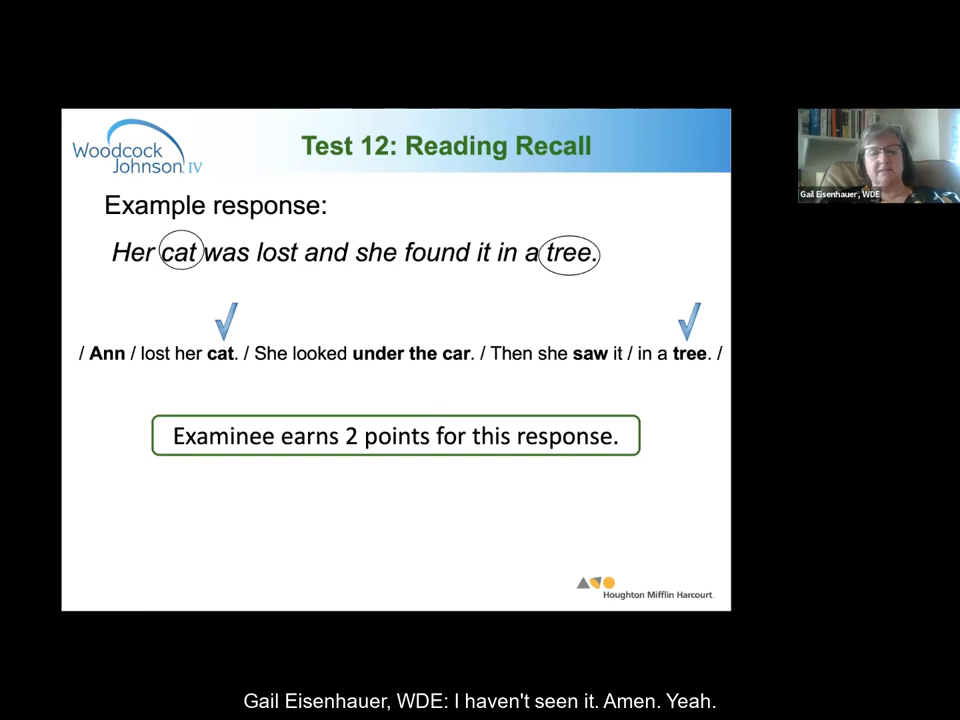 Woodcock
Johnson IV
Test 12: Reading Recall
Example response:
Her cat was lost and she found it in a tree.
/ Ann / lost her cat. / She looked under the car. / Then she saw it / in a tree. /
Examinee earns 2 points for this response.
Houghton Mifflin Harcourt
Gail Eisenhauer, WDE
Gail Eisenhauer, WDE: I haven't seen it. Amen. Yeah.